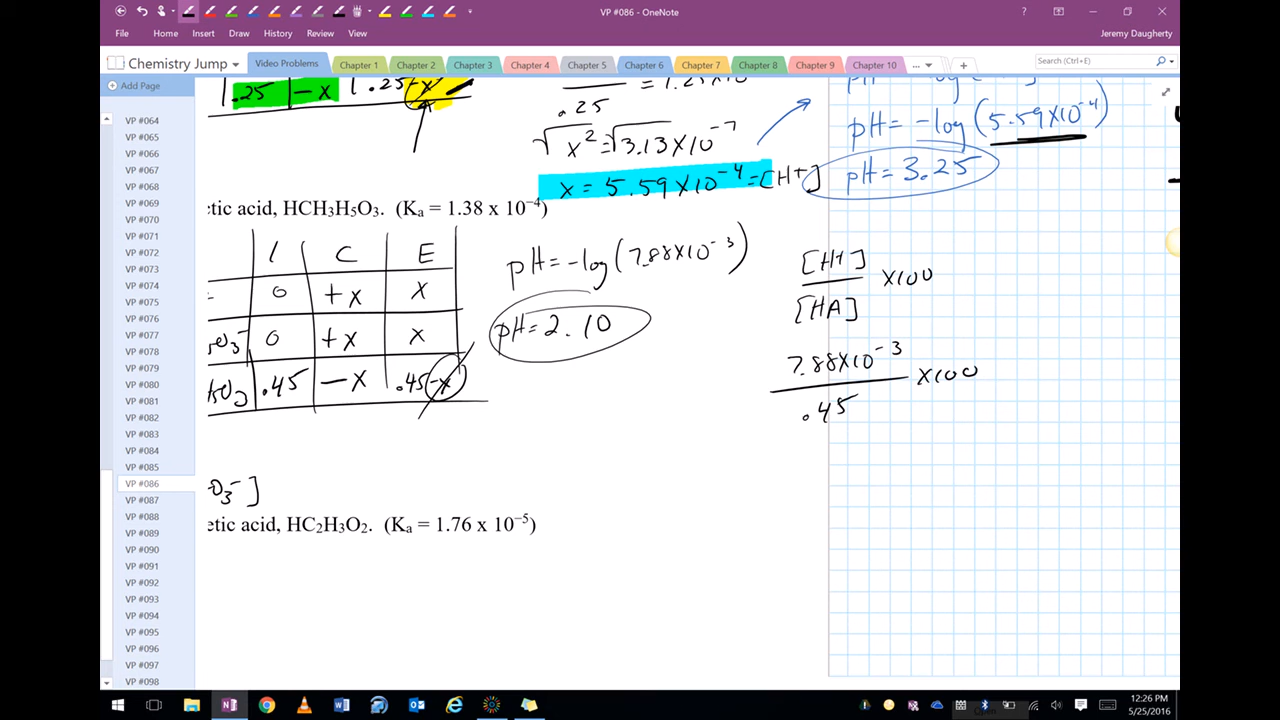 VP #086 - OneNote
Jeremy Daugherty
File Home Insert Draw History Review View
Chemistry Jump
Video Problems Chapter 1 Chapter 2 Chapter 3 Chapter 4 Chapter 5 Chapter 6 Chapter 7 Chapter 8 Chapter 9 Chapter 10 ... +
Search (Ctrl+E)
Add Page
VP #064
VP #065
VP #066
VP #067
VP #068
VP #069
VP #070
VP #071
VP #072
VP #073
VP #074
VP #075
VP #076
VP #077
VP #078
VP #079
VP #080
VP #081
VP #082
VP #083
VP #084
VP #085
VP #086
VP #087
VP #088
VP #089
VP #090
VP #091
VP #092
VP #093
VP #094
VP #095
VP #096
VP #097
VP #098
.25 | -x | .25-x
.25
√x² = √3.13x10⁻⁷
x = 5.59x10⁻⁴ = [H+]
pH = -log(5.59x10⁻⁴)
pH = 3.25
etic acid, HCH₃H₅O₃. (Kₐ = 1.38 x 10⁻⁴)
I C E
0 +x x
0 +x x
.45 -x .45-x
pH = -log(7.88x10⁻³)
pH = 2.10
[H+]
[HA]
x100
7.88x10⁻³
.45
x100
O₃⁻]
etic acid, HC₂H₃O₂. (Kₐ = 1.76 x 10⁻⁵)
12:26 PM
5/25/2016